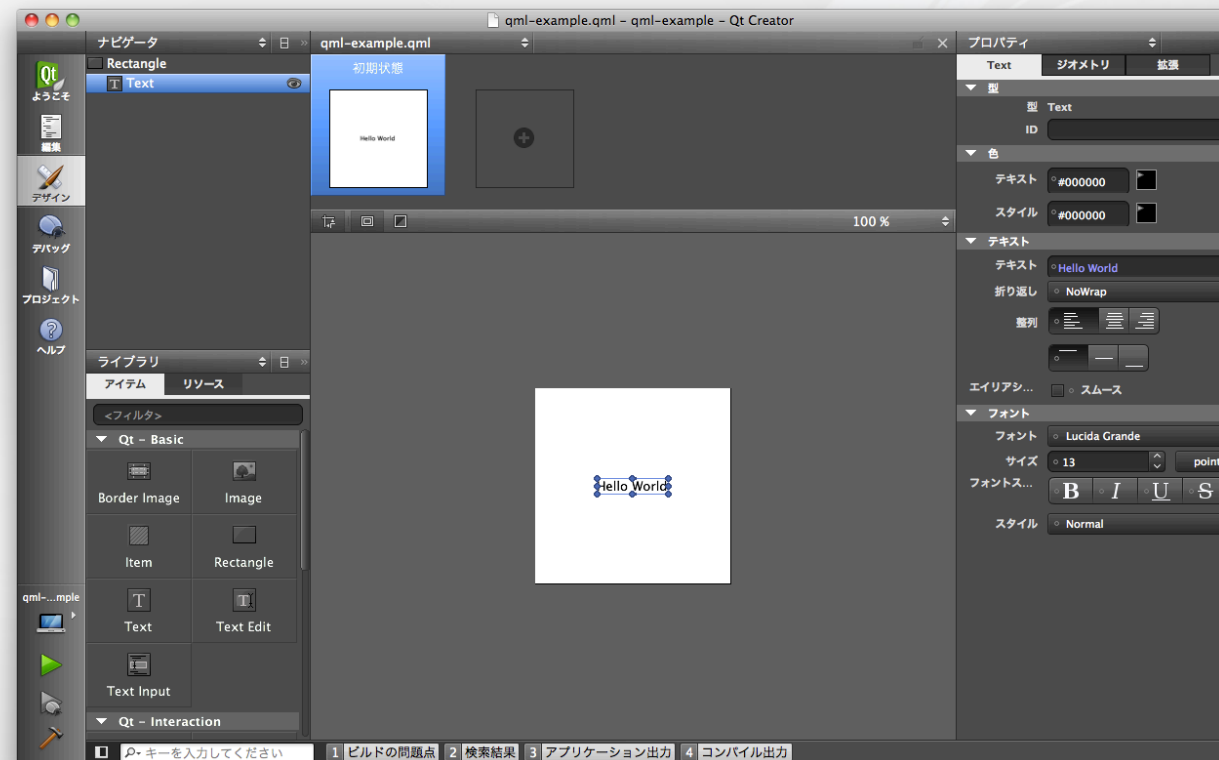 qml-example.qml - qml-example - Qt Creator
ナビゲータ
qml-example.qml
プロパティ
Rectangle
Text
Qt
ようこそ
編集
デザイン
デバッグ
プロジェクト
ヘルプ
初期状態
Hello World
100 %
Text
ジオメトリ
拡張
型
型 Text
ID
色
テキスト #000000
スタイル #000000
テキスト
テキスト Hello World
折り返し NoWrap
整列
エイリアシ... スムース
フォント
フォント Lucida Grande
サイズ 13 point
フォントス... B I U S
スタイル Normal
Hello World
ライブラリ
アイテム リソース
<フィルタ>
Qt - Basic
Border Image Image
Item Rectangle
T T
Text Text Edit
Text Input
Qt - Interaction
qml-...mple
キーを入力してください
1 ビルドの問題点 2 検索結果 3 アプリケーション出力 4 コンパイル出力